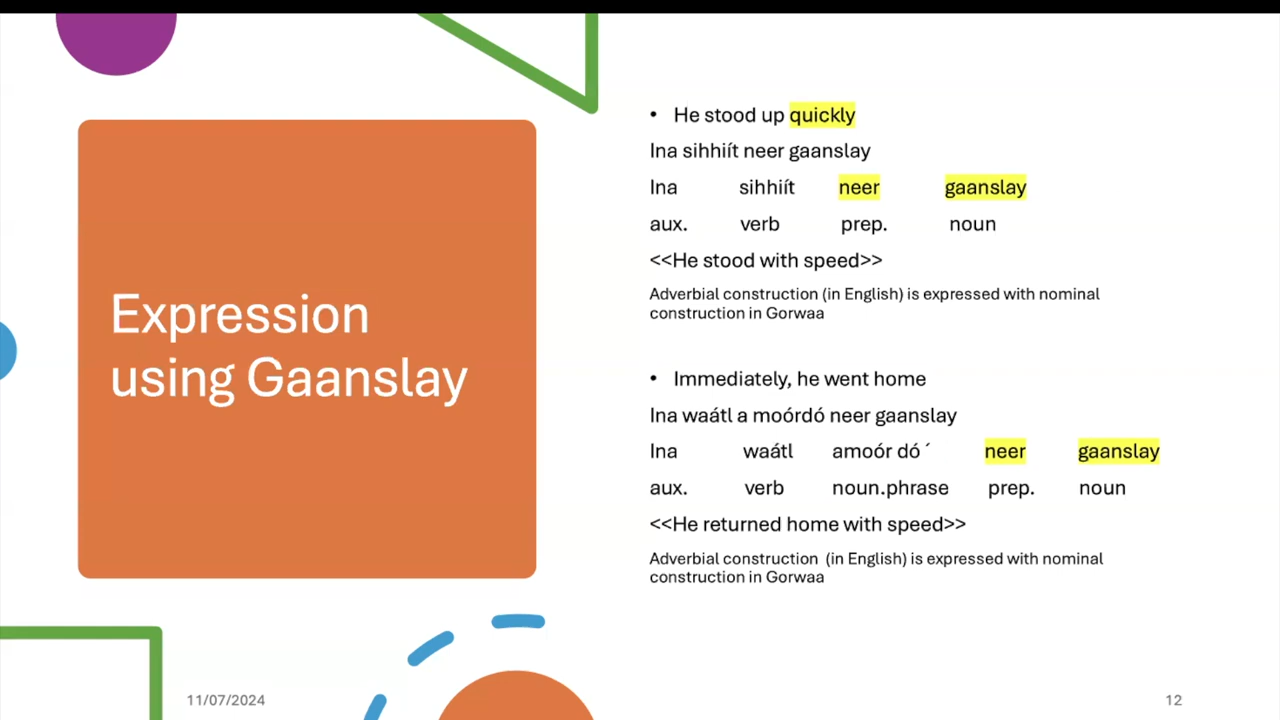 Expression
using Gaanslay
• He stood up quickly
Ina sihhiít neer gaanslay
Ina sihhiít neer gaanslay
aux. verb prep. noun
<<He stood with speed>>
Adverbial construction (in English) is expressed with nominal
construction in Gorwaa
• Immediately, he went home
Ina waátl a moórdó neer gaanslay
Ina waátl amoór dó ´ neer gaanslay
aux. verb noun.phrase prep. noun
<<He returned home with speed>>
Adverbial construction (in English) is expressed with nominal
construction in Gorwaa
11/07/2024
12